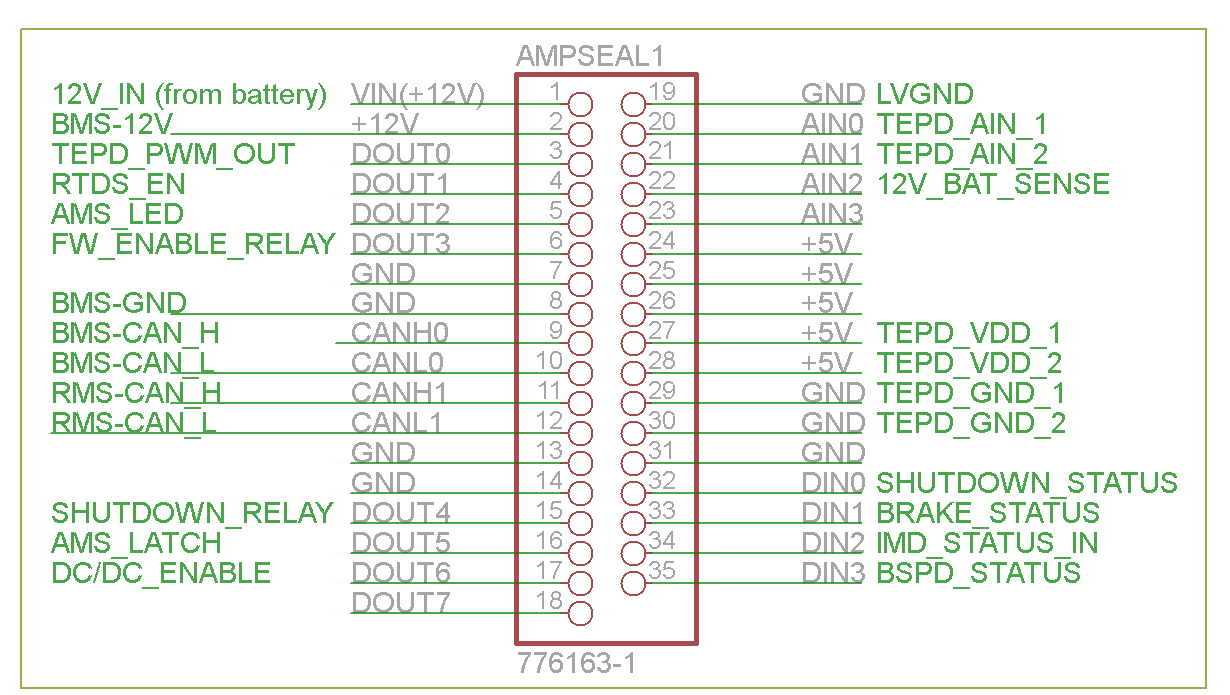 AMPSEAL1
12V_IN (from battery) VIN(+12V) 1 19 GND LVGND
BMS-12V +12V 2 20 AIN0 TEPD_AIN_1
TEPD_PWM_OUT DOUT0 3 21 AIN1 TEPD_AIN_2
RTDS_EN DOUT1 4 22 AIN2 12V_BAT_SENSE
AMS_LED DOUT2 5 23 AIN3
FW_ENABLE_RELAY DOUT3 6 24 +5V
GND 7 25 +5V
BMS-GND GND 8 26 +5V
BMS-CAN_H CANH0 9 27 +5V TEPD_VDD_1
BMS-CAN_L CANL0 10 28 +5V TEPD_VDD_2
RMS-CAN_H CANH1 11 29 GND TEPD_GND_1
RMS-CAN_L CANL1 12 30 GND TEPD_GND_2
GND 13 31 GND
GND 14 32 DIN0 SHUTDOWN_STATUS
SHUTDOWN_RELAY DOUT4 15 33 DIN1 BRAKE_STATUS
AMS_LATCH DOUT5 16 34 DIN2 IMD_STATUS_IN
DC/DC_ENABLE DOUT6 17 35 DIN3 BSPD_STATUS
DOUT7 18
776163-1